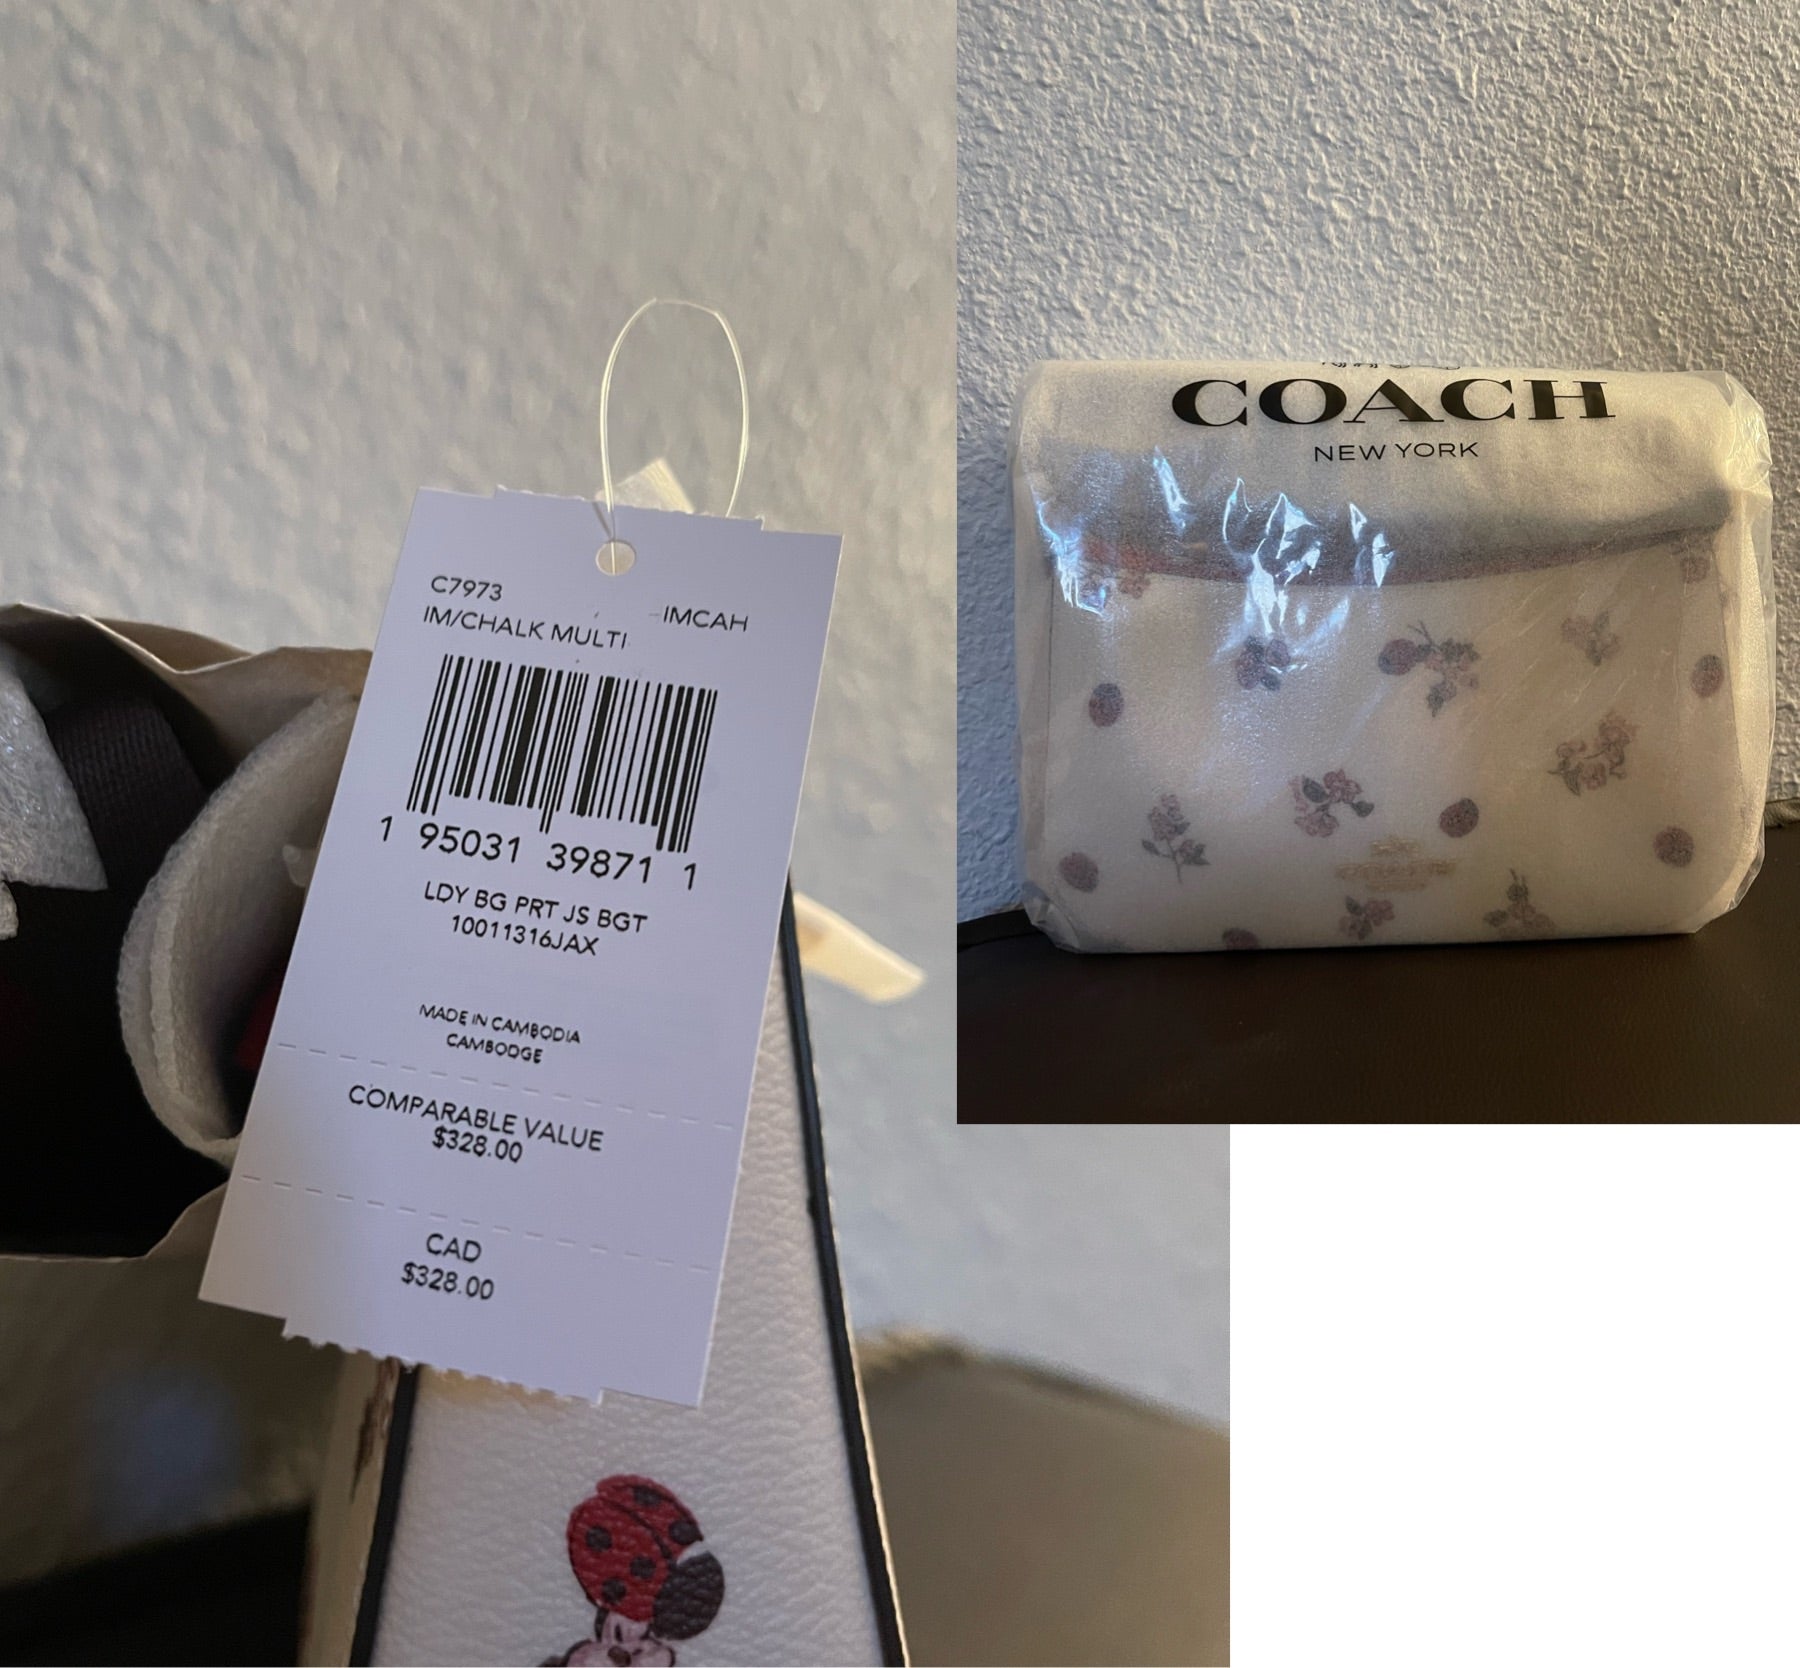 C7973
IM/CHALK MULTI -IMCAH
1 95031 39871 1
LDY BG PRT JS BGT
10011316JAX
MADE IN CAMBODIA
CAMBODGE
COMPARABLE VALUE
$328.00
CAD
$328.00
COACH
NEW YORK